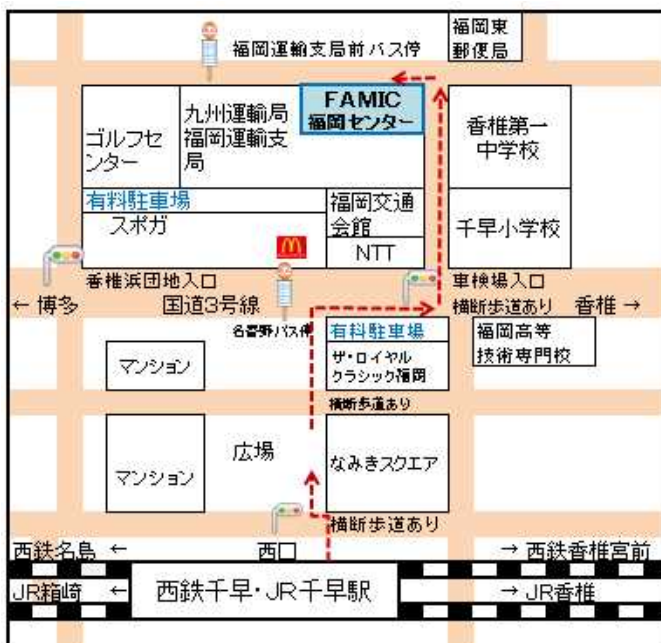 福岡東
郵便局
福岡運輸支局前バス停
FAMIC
福岡センター
九州運輸局
福岡運輸支
局
ゴルフセ
ンター
香椎第一
中学校
有料駐車場
スポガ
福岡交通
会館
NTT
千早小学校
香椎浜団地入口
車検場入口
← 博多
国道3号線
横断歩道あり
香椎 →
名香野バス停
有料駐車場
ザ・ロイヤル
クラシック福岡
福岡高等
技術専門校
マンション
横断歩道あり
広場
なみきスクエア
マンション
横断歩道あり
西鉄名島 ←
西口
→ 西鉄香椎宮前
JR箱崎 ←
西鉄千早・JR千早駅
→ JR香椎